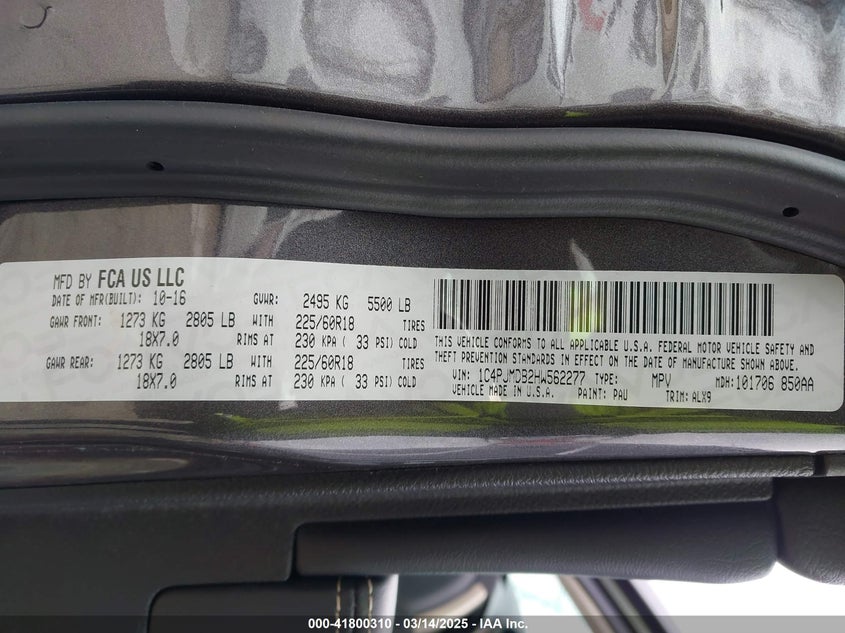 MFD BY FCA US LLC
DATE OF MFR(BUILT): 10-16 GVWR: 2495 KG 5500 LB
GAWR FRONT: 1273 KG 2805 LB WITH 225/60R18 TIRES
18X7.0 RIMS AT 230 KPA ( 33 PSI) COLD
GAWR REAR: 1273 KG 2805 LB WITH 225/60R18 TIRES
18X7.0 RIMS AT 230 KPA ( 33 PSI) COLD
THIS VEHICLE CONFORMS TO ALL APPLICABLE U.S.A. FEDERAL MOTOR VEHICLE SAFETY AND
THEFT PREVENTION STANDARDS IN EFFECT ON THE DATE OF MANUFACTURE SHOWN ABOVE.
VIN: 1C4PJMDB2HW562277 TYPE: MPV MDH: 101706 850AA
VEHICLE MADE IN U.S.A. PAINT: PAU TRIM: ALX9
000-41800310 - 03/14/2025 - IAA Inc.